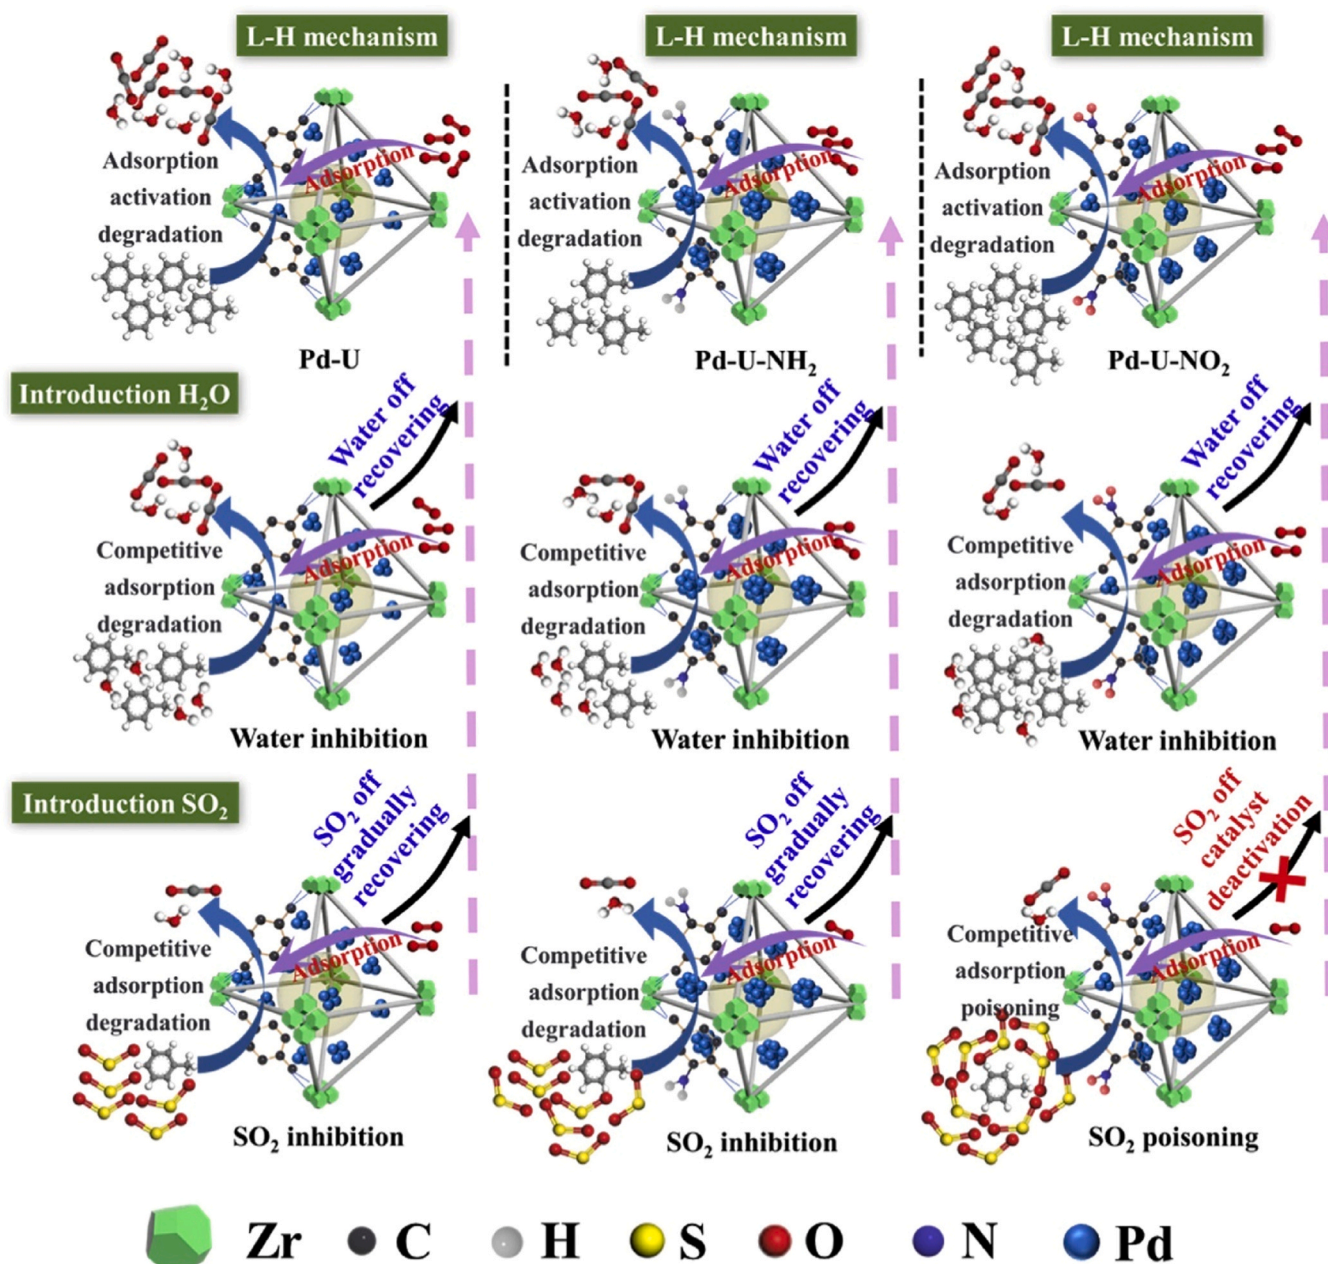 L-H mechanism
L-H mechanism
L-H mechanism
Adsorption
activation
degradation
Adsorption
Pd-U
Adsorption
activation
degradation
Adsorption
Pd-U-NH₂
Adsorption
activation
degradation
Adsorption
Pd-U-NO₂
Introduction H₂O
Water off
recovering
Competitive
adsorption
degradation
Adsorption
Water inhibition
Water off
recovering
Competitive
adsorption
degradation
Adsorption
Water inhibition
Water off
recovering
Competitive
adsorption
degradation
Adsorption
Water inhibition
Introduction SO₂
SO₂ off
gradually
recovering
Competitive
adsorption
degradation
Adsorption
SO₂ inhibition
SO₂ off
gradually
recovering
Competitive
adsorption
degradation
Adsorption
SO₂ inhibition
SO₂ off
catalyst
deactivation
Competitive
adsorption
poisoning
Adsorption
SO₂ poisoning
Zr C H S O N Pd